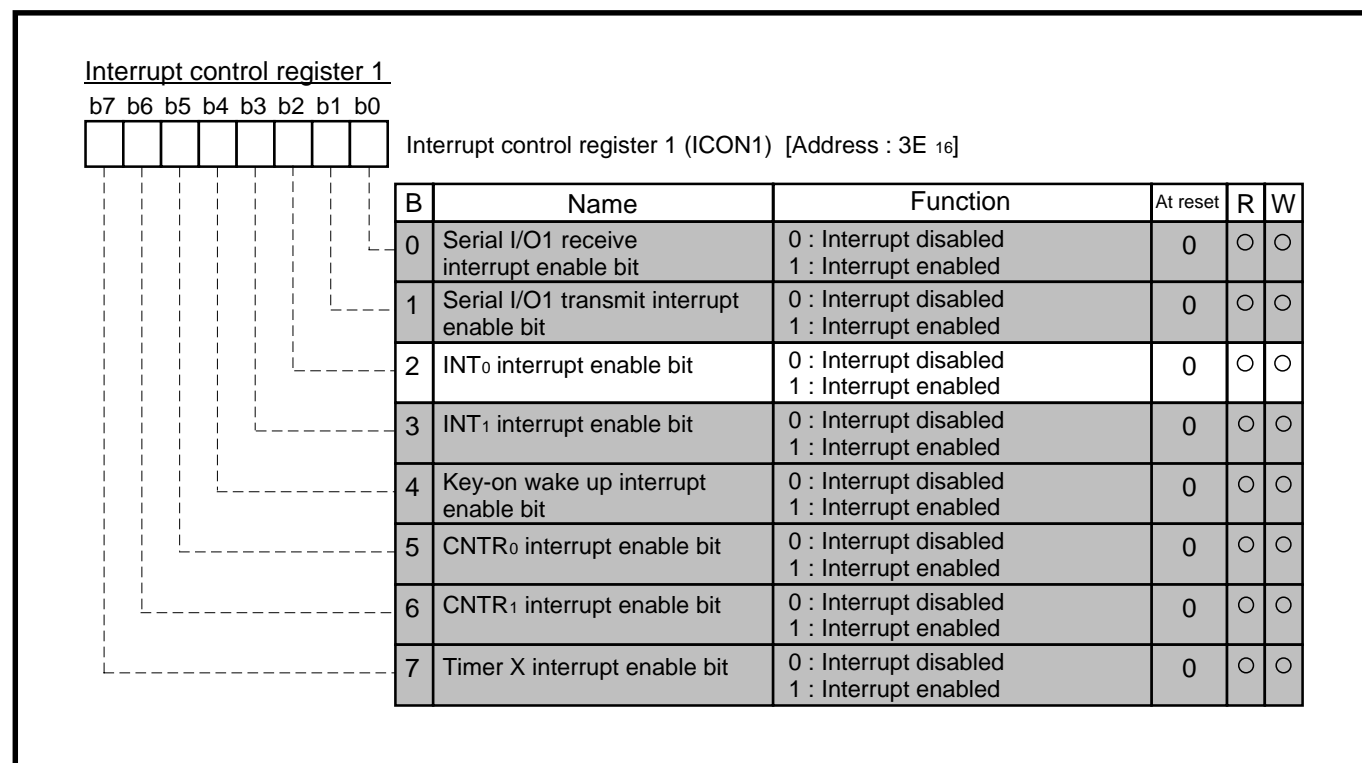 Interrupt control register 1
b7 b6 b5 b4 b3 b2 b1 b0
Interrupt control register 1 (ICON1) [Address : 3E 16]
B Name Function At reset R W
0 Serial I/O1 receive interrupt enable bit 0 : Interrupt disabled 0 ○ ○
1 : Interrupt enabled
1 Serial I/O1 transmit interrupt enable bit 0 : Interrupt disabled 0 ○ ○
1 : Interrupt enabled
2 INT0 interrupt enable bit 0 : Interrupt disabled 0 ○ ○
1 : Interrupt enabled
3 INT1 interrupt enable bit 0 : Interrupt disabled 0 ○ ○
1 : Interrupt enabled
4 Key-on wake up interrupt enable bit 0 : Interrupt disabled 0 ○ ○
1 : Interrupt enabled
5 CNTR0 interrupt enable bit 0 : Interrupt disabled 0 ○ ○
1 : Interrupt enabled
6 CNTR1 interrupt enable bit 0 : Interrupt disabled 0 ○ ○
1 : Interrupt enabled
7 Timer X interrupt enable bit 0 : Interrupt disabled 0 ○ ○
1 : Interrupt enabled